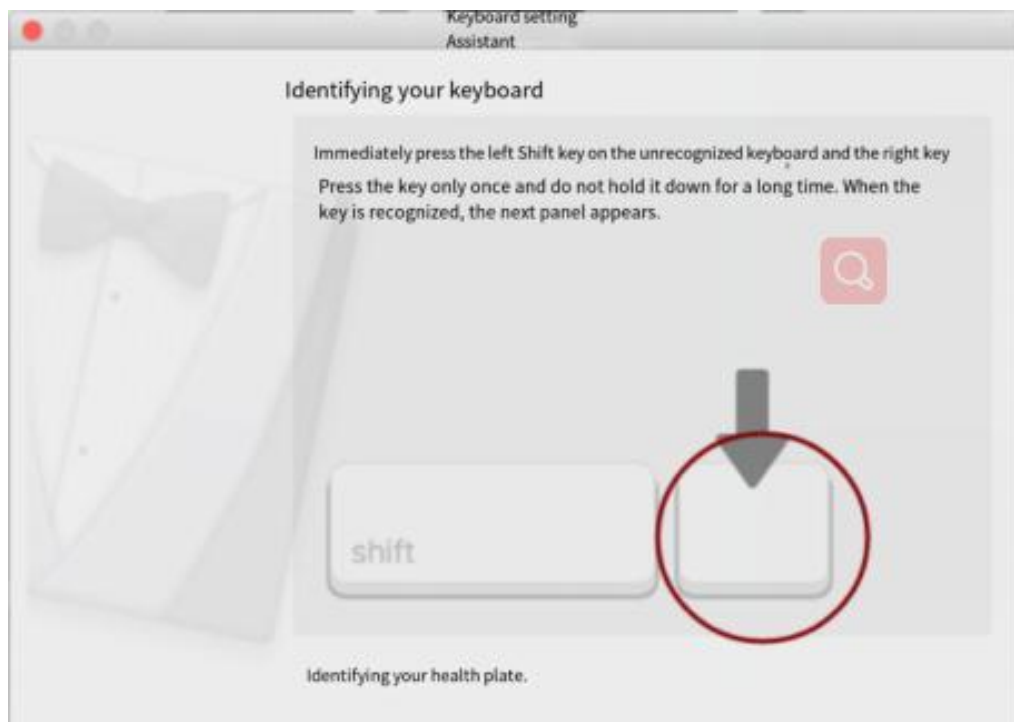 Keyboard setting
Assistant
Identifying your keyboard
Immediately press the left Shift key on the unrecognized keyboard and the right key
Press the key only once and do not hold it down for a long time. When the
key is recognized, the next panel appears.
shift
Identifying your health plate.